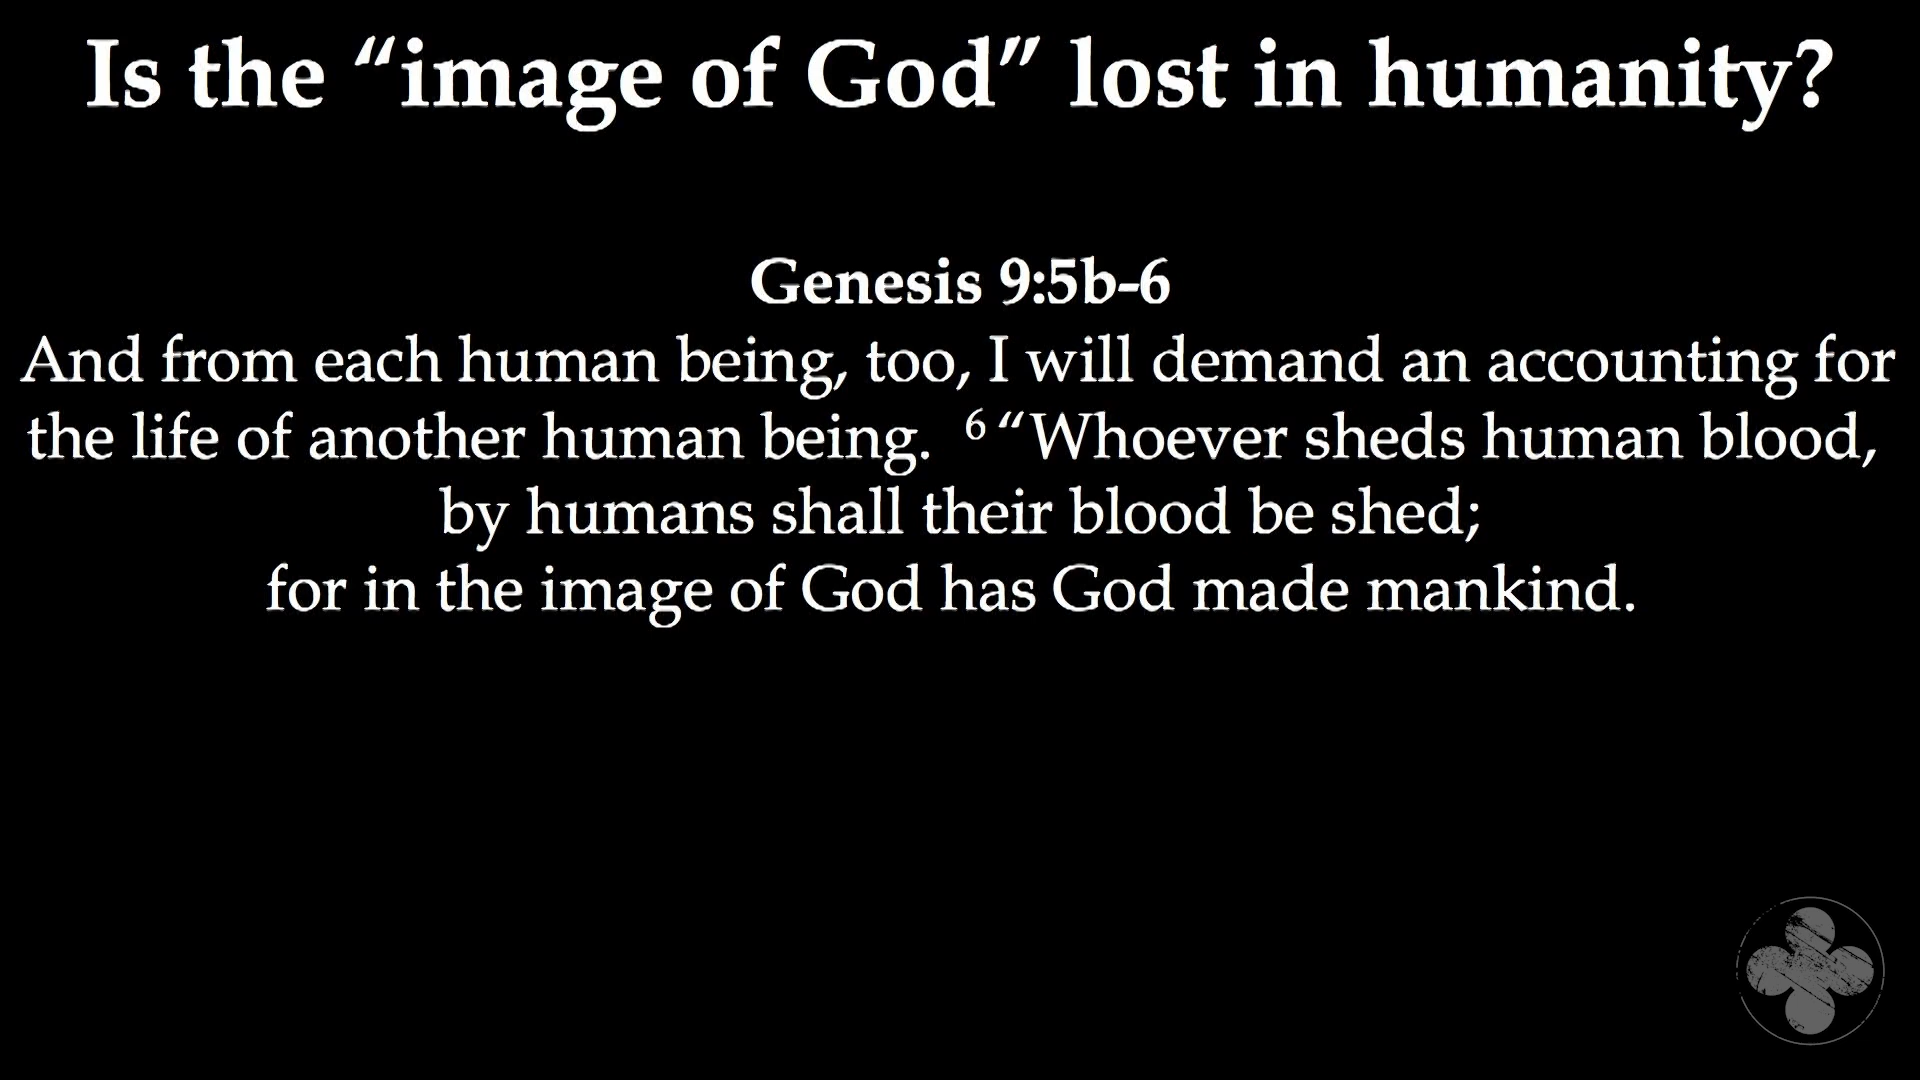 Is the “image of God” lost in humanity?
Genesis 9:5b-6
And from each human being, too, I will demand an accounting for
the life of another human being. ⁶ “Whoever sheds human blood,
by humans shall their blood be shed;
for in the image of God has God made mankind.